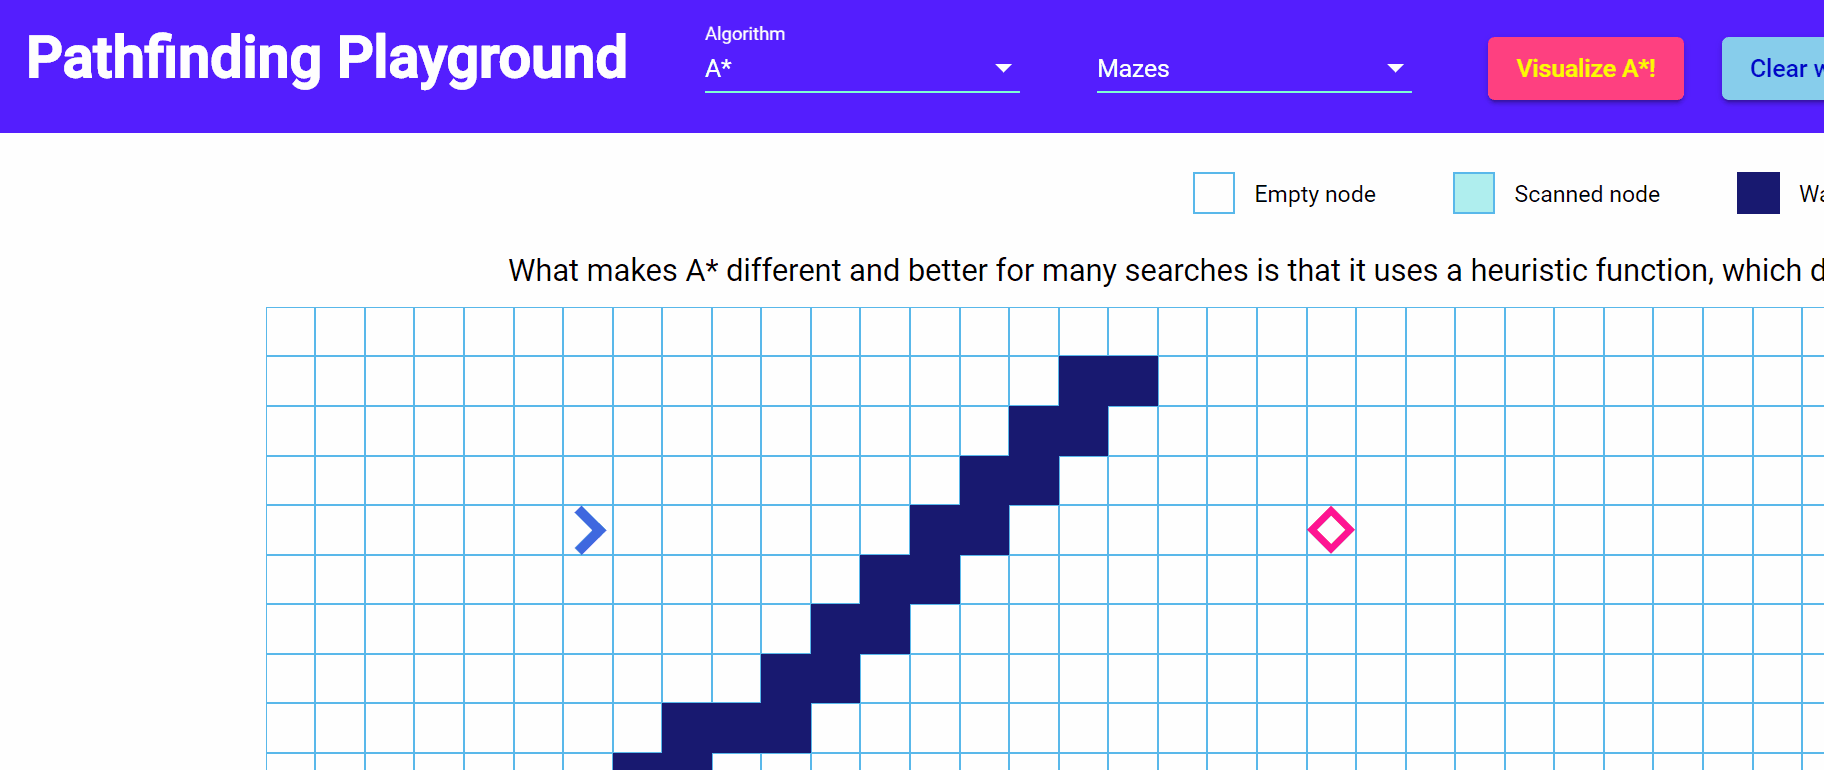 Pathfinding Playground
Algorithm
A*
Mazes
Visualize A*!
Clear
Empty node
Scanned node
What makes A* different and better for many searches is that it uses a heuristic function, which